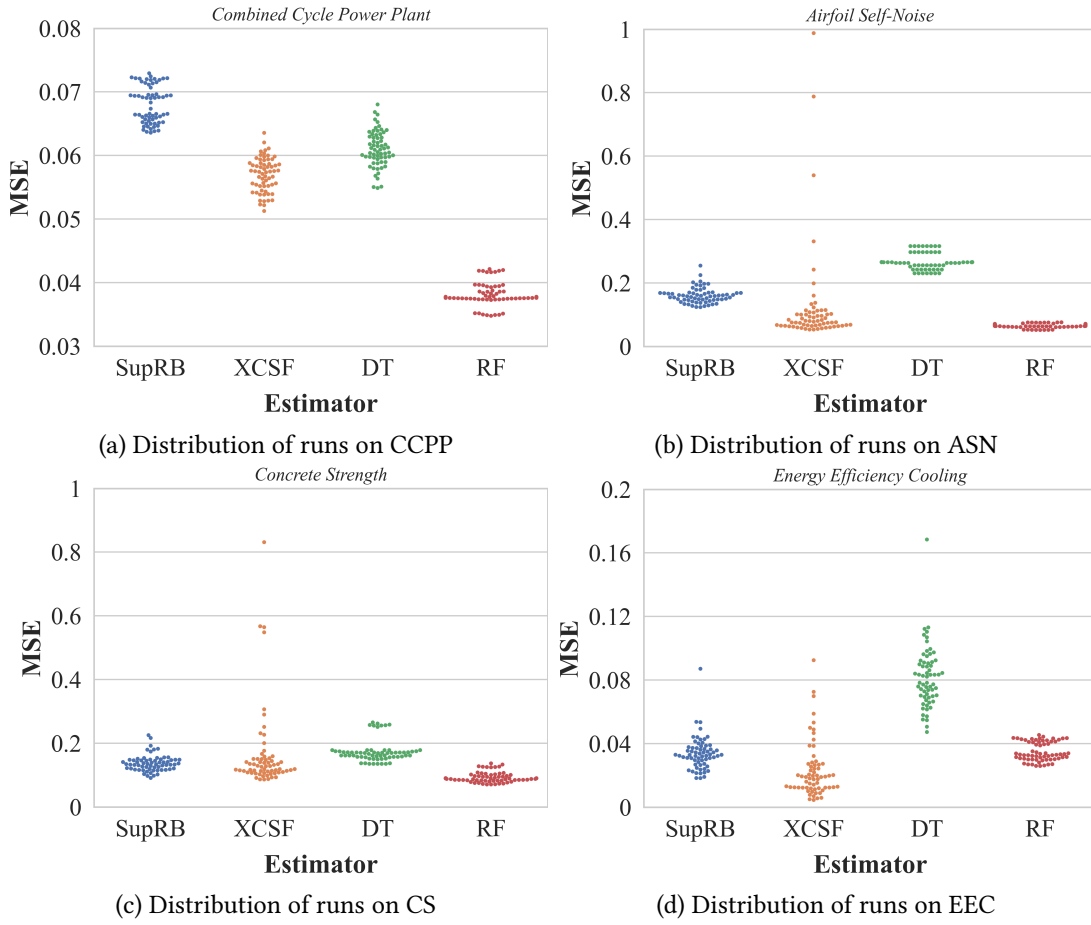 Combined Cycle Power Plant
0.08
0.07
0.06
0.05
0.04
0.03
MSE
SupRB XCSF DT RF
Estimator
(a) Distribution of runs on CCPP
Airfoil Self-Noise
1
0.8
0.6
0.4
0.2
0
MSE
SupRB XCSF DT RF
Estimator
(b) Distribution of runs on ASN
Concrete Strength
1
0.8
0.6
0.4
0.2
0
MSE
SupRB XCSF DT RF
Estimator
(c) Distribution of runs on CS
Energy Efficiency Cooling
0.2
0.16
0.12
0.08
0.04
0
MSE
SupRB XCSF DT RF
Estimator
(d) Distribution of runs on EEC